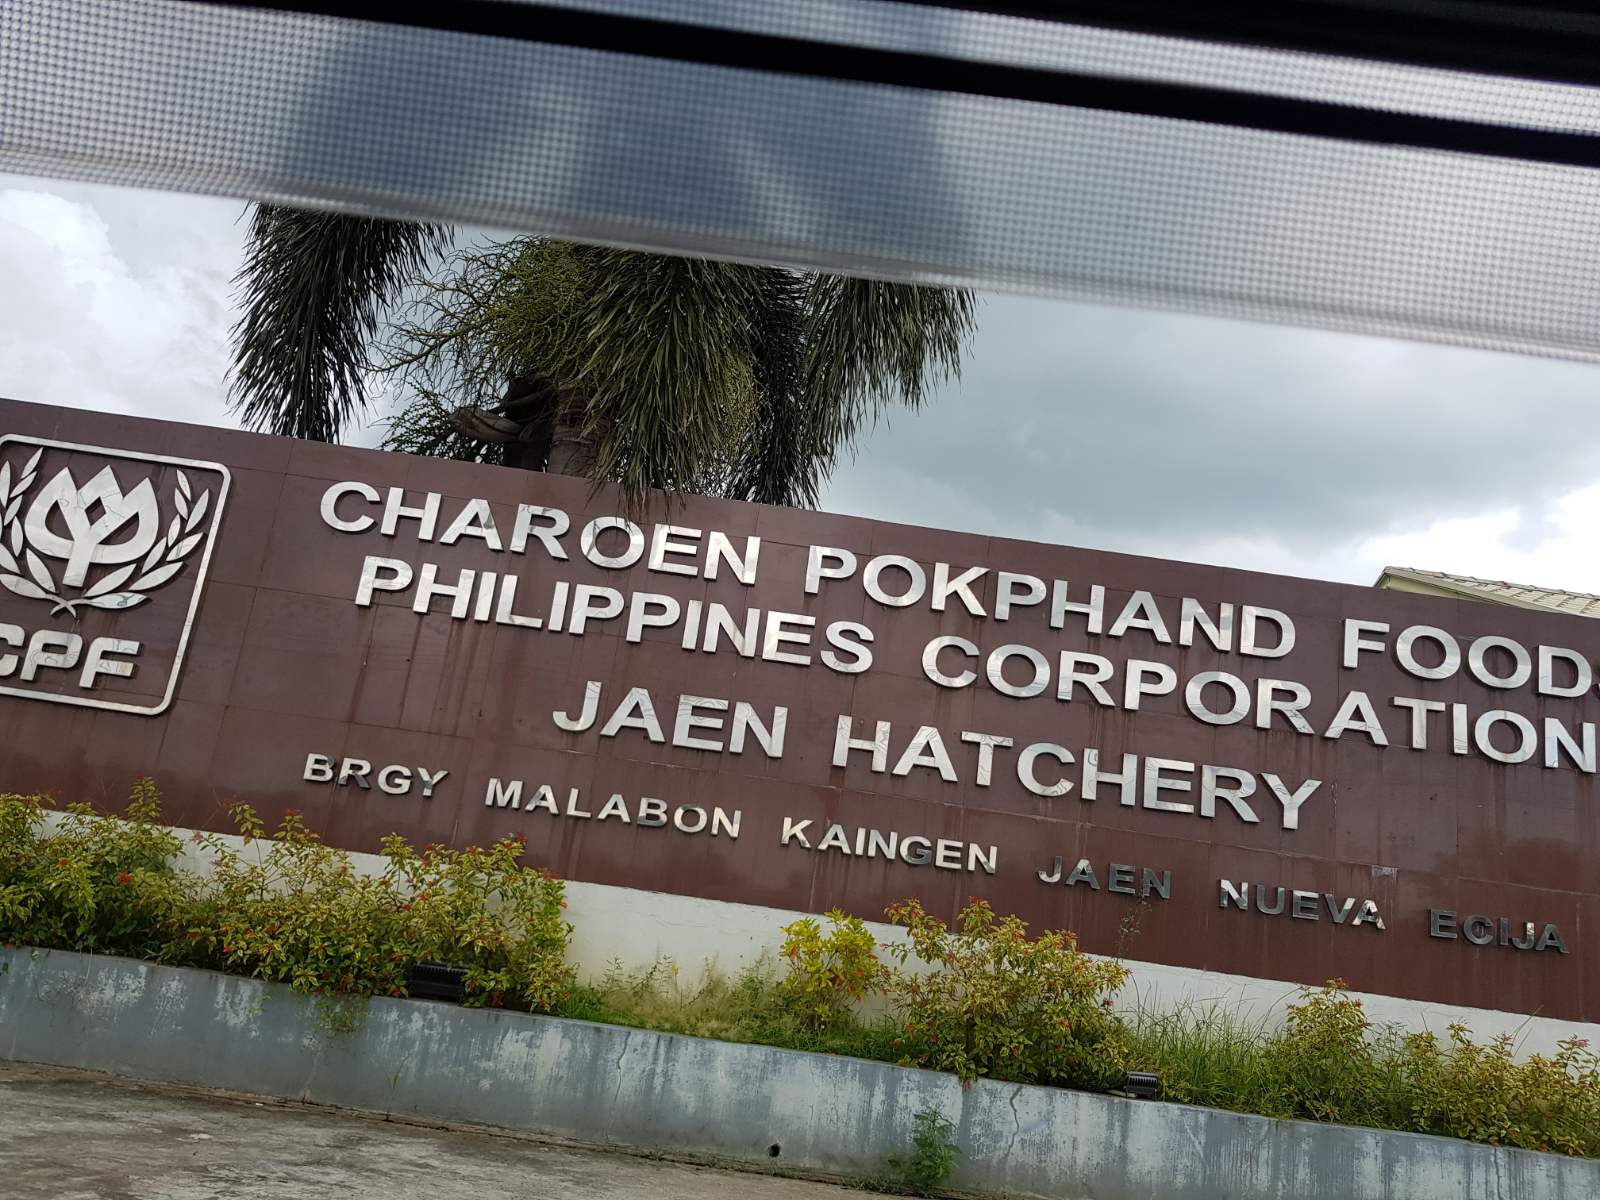 CPF
CHAROEN POKPHAND FOODS
PHILIPPINES CORPORATION
JAEN HATCHERY
BRGY MALABON KAINGEN JAEN NUEVA ECIJA